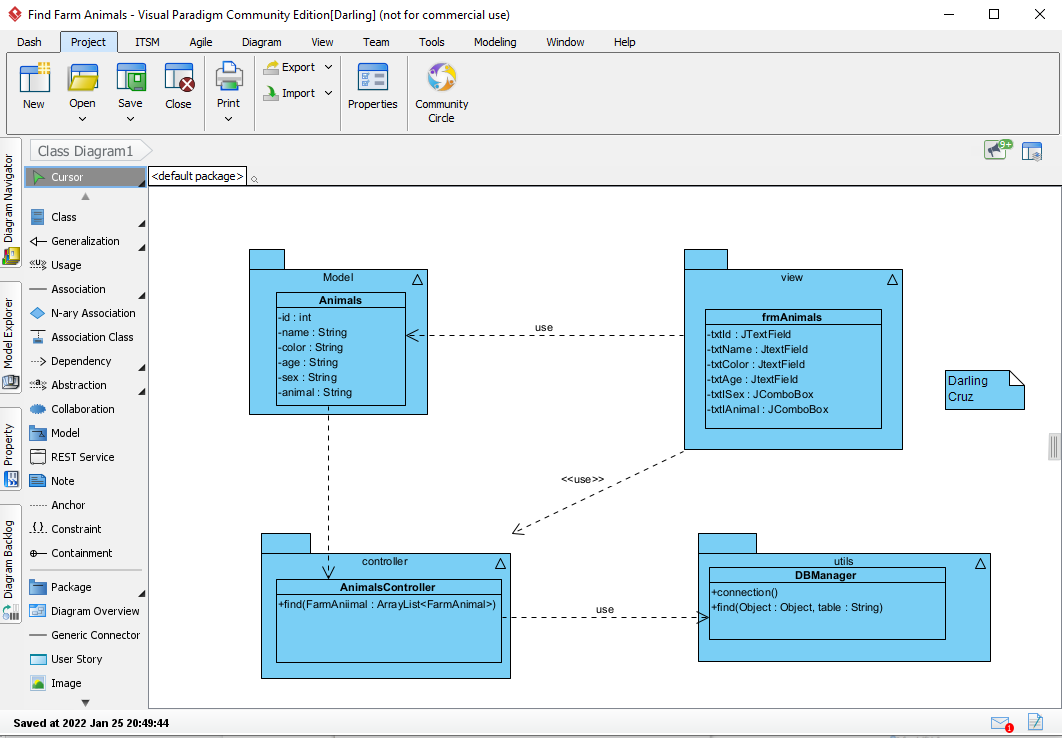 Find Farm Animals - Visual Paradigm Community Edition[Darling] (not for commercial use)
Dash Project ITSM Agile Diagram View Team Tools Modeling Window Help
New Open Save Close Print Export Import Properties Community Circle
Class Diagram1
9+
Diagram Navigator
Model Explorer
Property
Diagram Backlog
Cursor
Class
Generalization
«U» Usage
Association
N-ary Association
Association Class
Dependency
«a» Abstraction
Collaboration
Model
REST Service
Note
Anchor
Constraint
Containment
Package
Diagram Overview
Generic Connector
User Story
Image
<default package>
Model
Animals
-id : int
-name : String
-color : String
-age : String
-sex : String
-animal : String
use
view
frmAnimals
-txtId : JTextField
-txtName : JtextField
-txtColor : JtextField
-txtAge : JtextField
-txtISex : JComboBox
-txtIAnimal : JComboBox
Darling
Cruz
<<use>>
controller
AnimalsController
+find(FarmAniimal : ArrayList<FarmAnimal>)
use
utils
DBManager
+connection()
+find(Object : Object, table : String)
Saved at 2022 Jan 25 20:49:44
1